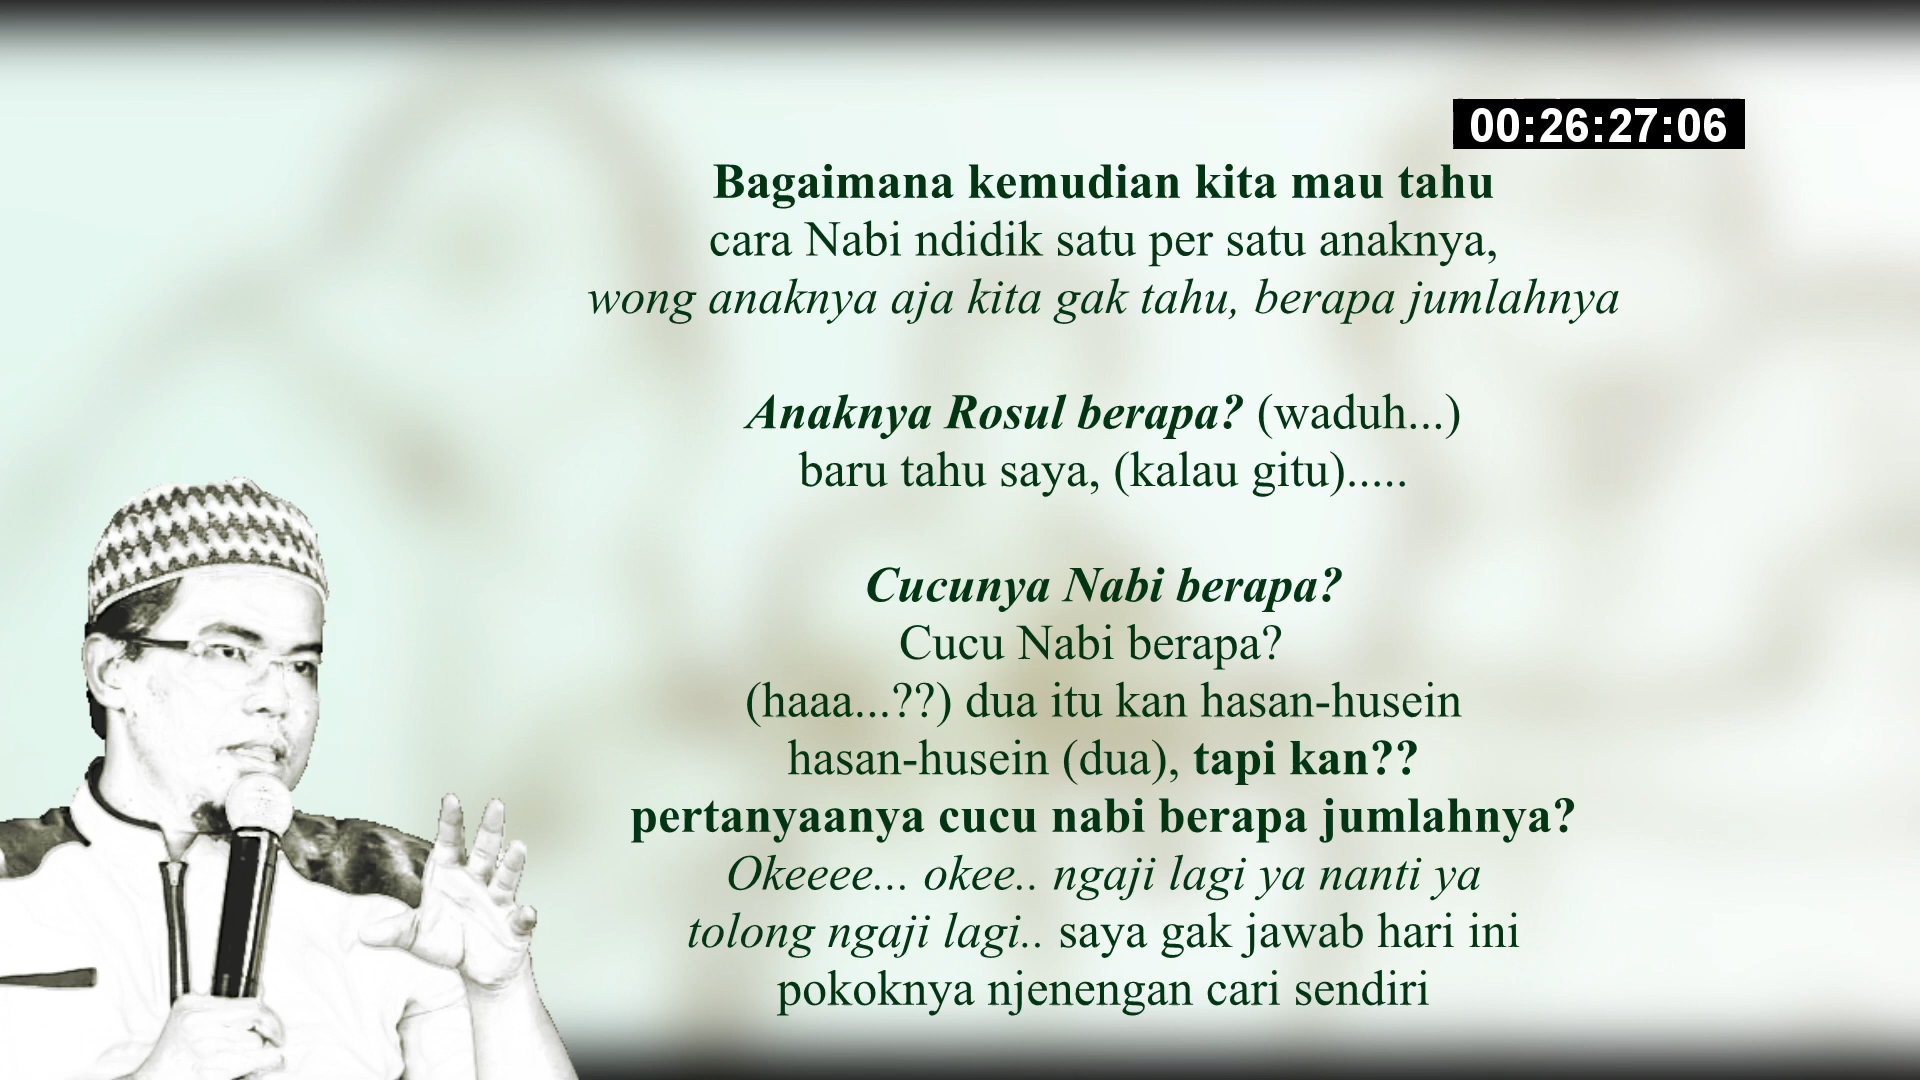 00:26:27:06
Bagaimana kemudian kita mau tahu
cara Nabi ndidik satu per satu anaknya,
wong anaknya aja kita gak tahu, berapa jumlahnya
Anaknya Rosul berapa? (waduh...)
baru tahu saya, (kalau gitu).....
Cucunya Nabi berapa?
Cucu Nabi berapa?
(haaa...??) dua itu kan hasan-husein
hasan-husein (dua), tapi kan??
pertanyaanya cucu nabi berapa jumlahnya?
Okeeee... okee.. ngaji lagi ya nanti ya
tolong ngaji lagi.. saya gak jawab hari ini
pokoknya njenengan cari sendiri